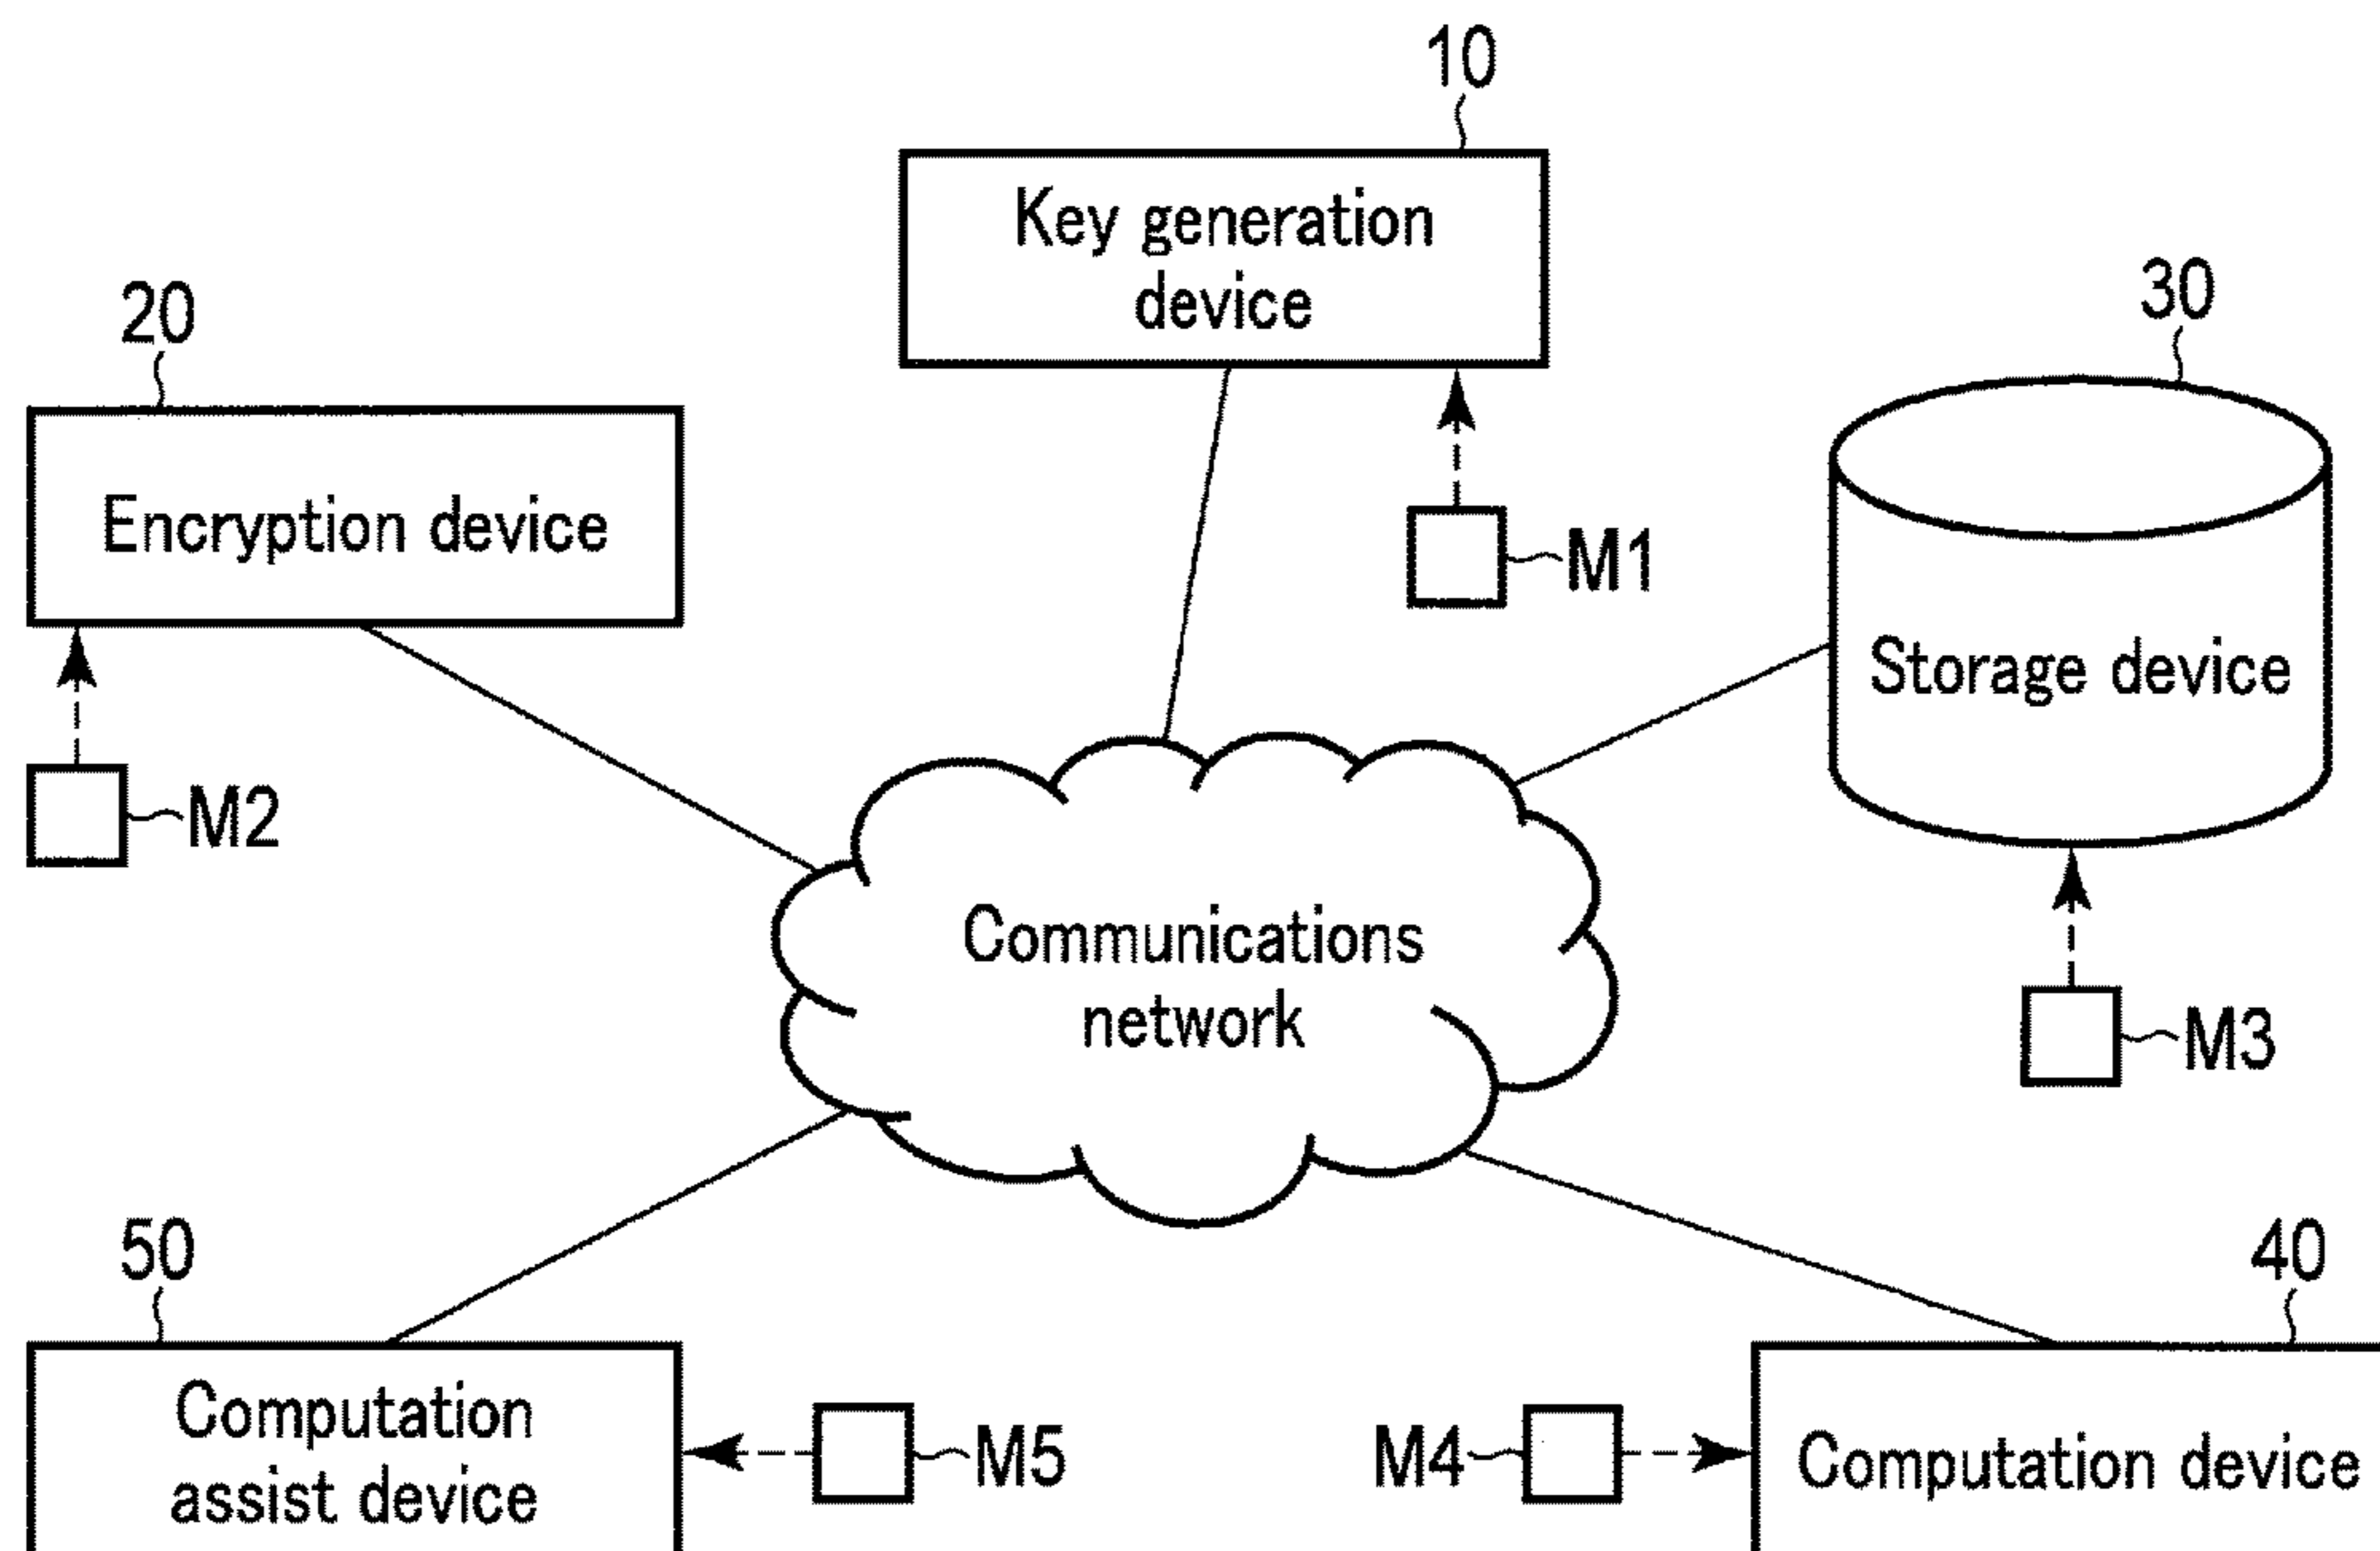 10
Key generation
device
20
30
Encryption device
M1
Storage device
M2
Communications
network
M3
50
40
Computation
assist device
M5
M4
Computation device